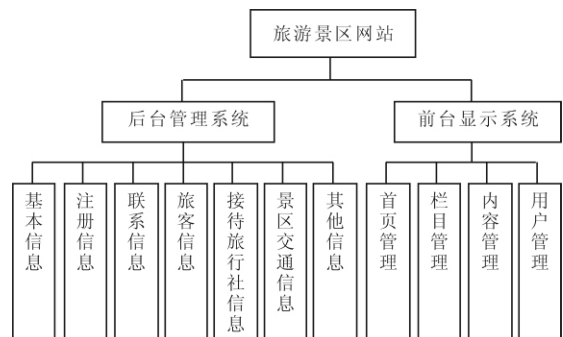 旅游景区网站
后台管理系统
前台显示系统
基本信息
注册信息
联系信息
旅客信息
接待旅行社信息
景区交通信息
其他信息
首页管理
栏目管理
内容管理
用户管理